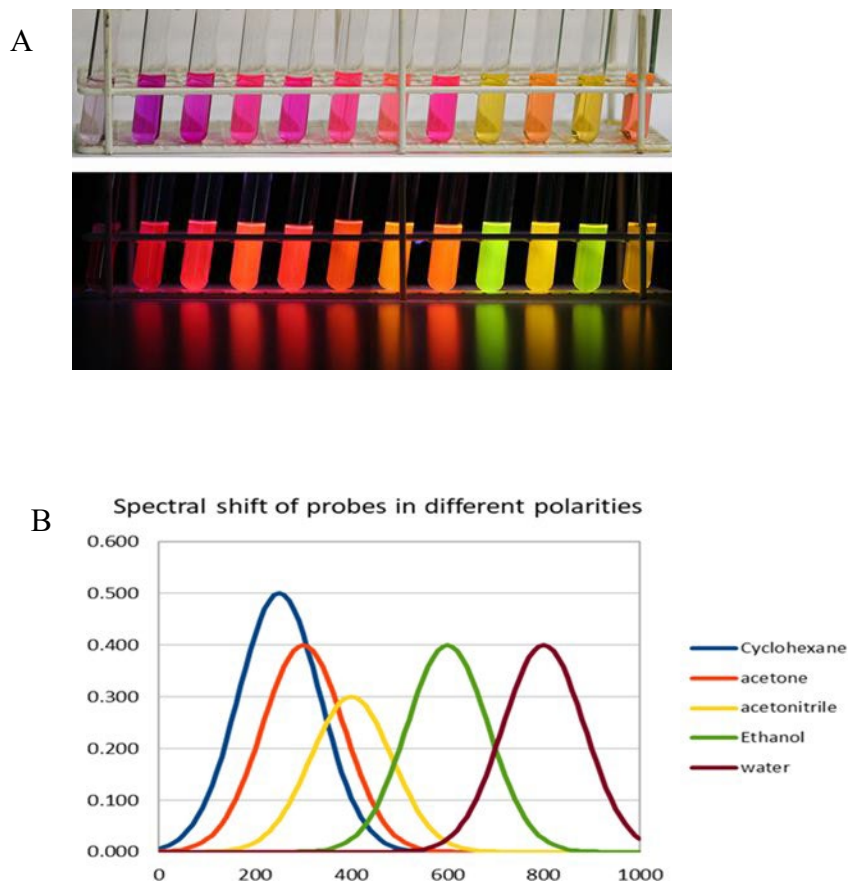 A
B
Spectral shift of probes in different polarities
0.600
0.500
0.400
0.300
0.200
0.100
0.000
0 200 400 600 800 1000
Cyclohexane
acetone
acetonitrile
Ethanol
water